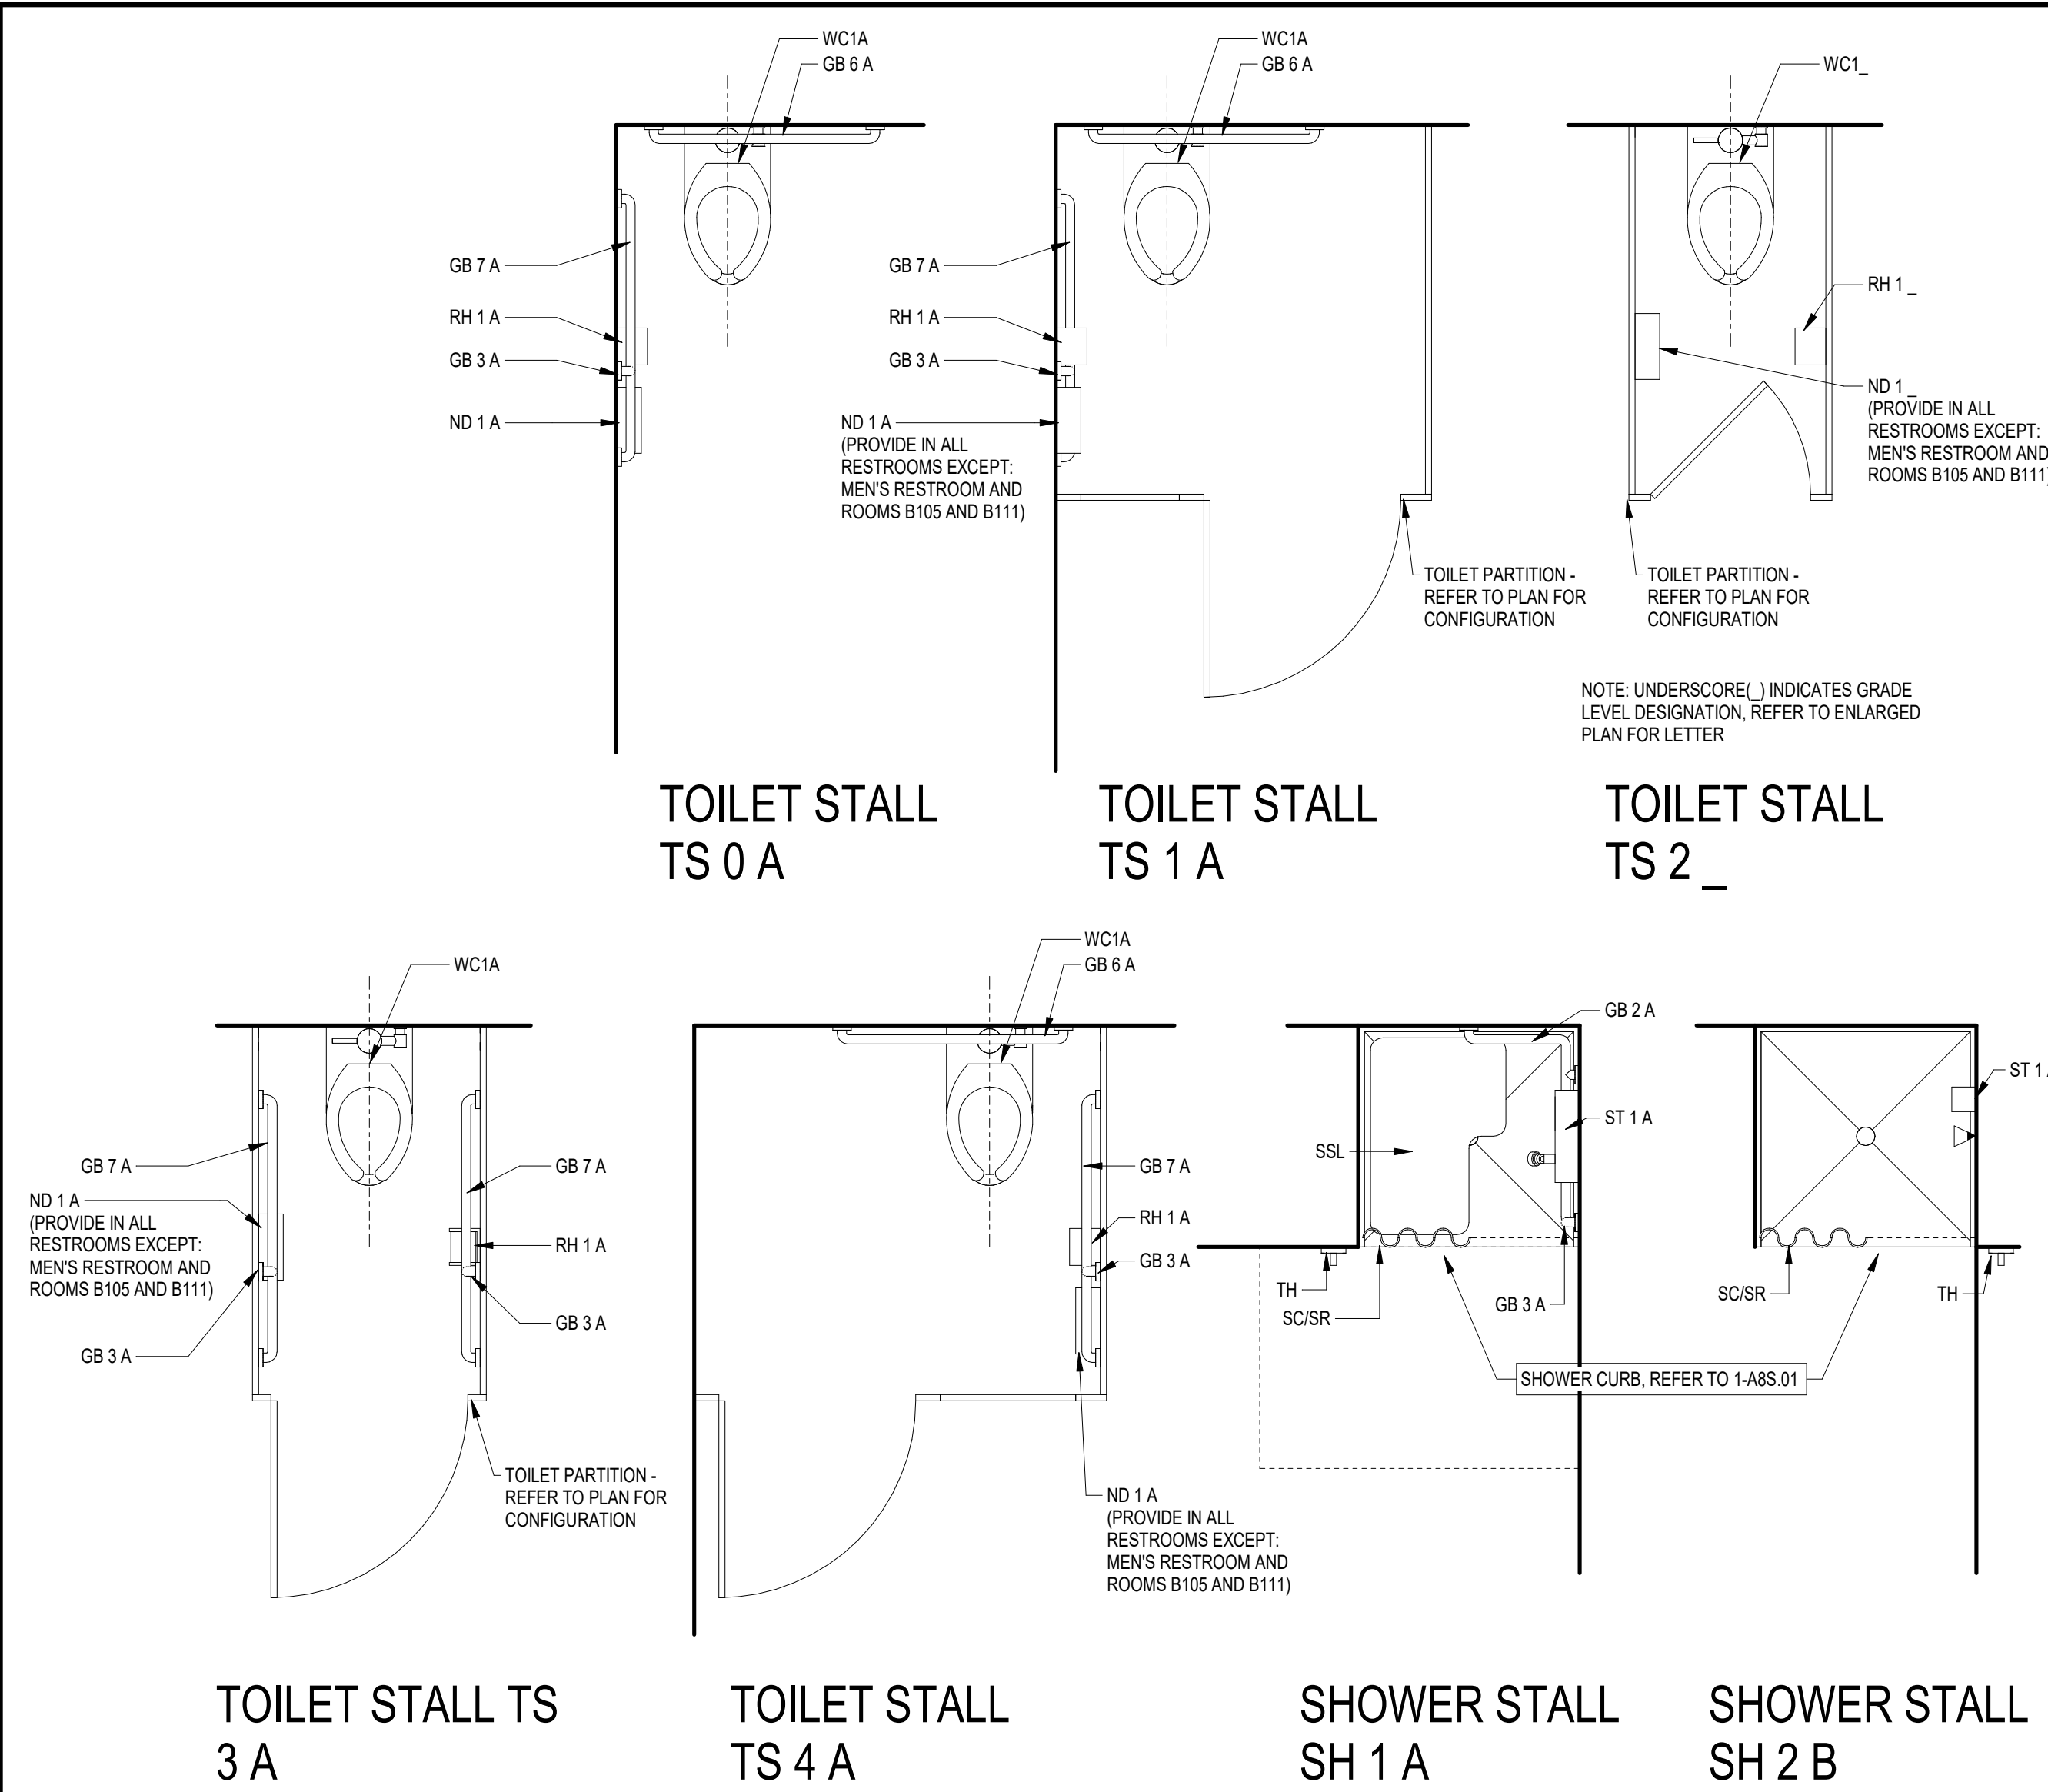 WC1A
GB 6 A
GB 7 A
RH 1 A
GB 3 A
ND 1 A
TOILET STALL
TS 0 A
WC1A
GB 6 A
GB 7 A
RH 1 A
GB 3 A
ND 1 A
(PROVIDE IN ALL
RESTROOMS EXCEPT:
MEN'S RESTROOM AND
ROOMS B105 AND B111)
TOILET PARTITION -
REFER TO PLAN FOR
CONFIGURATION
TOILET STALL
TS 1 A
WC1_
RH 1 _
ND 1 _
(PROVIDE IN ALL
RESTROOMS EXCEPT:
MEN'S RESTROOM AND
ROOMS B105 AND B111)
TOILET PARTITION -
REFER TO PLAN FOR
CONFIGURATION
NOTE: UNDERSCORE(_) INDICATES GRADE
LEVEL DESIGNATION, REFER TO ENLARGED
PLAN FOR LETTER
TOILET STALL
TS 2 _
WC1A
GB 7 A
ND 1 A
(PROVIDE IN ALL
RESTROOMS EXCEPT:
MEN'S RESTROOM AND
ROOMS B105 AND B111)
GB 3 A
GB 7 A
RH 1 A
GB 3 A
TOILET PARTITION -
REFER TO PLAN FOR
CONFIGURATION
TOILET STALL TS
3 A
WC1A
GB 6 A
GB 7 A
RH 1 A
GB 3 A
ND 1 A
(PROVIDE IN ALL
RESTROOMS EXCEPT:
MEN'S RESTROOM AND
ROOMS B105 AND B111)
TOILET STALL
TS 4 A
GB 2 A
ST 1 A
SSL
TH
SC/SR
GB 3 A
SHOWER CURB, REFER TO 1-A8S.01
SHOWER STALL
SH 1 A
ST 1
SC/SR
TH
SHOWER STALL
SH 2 B